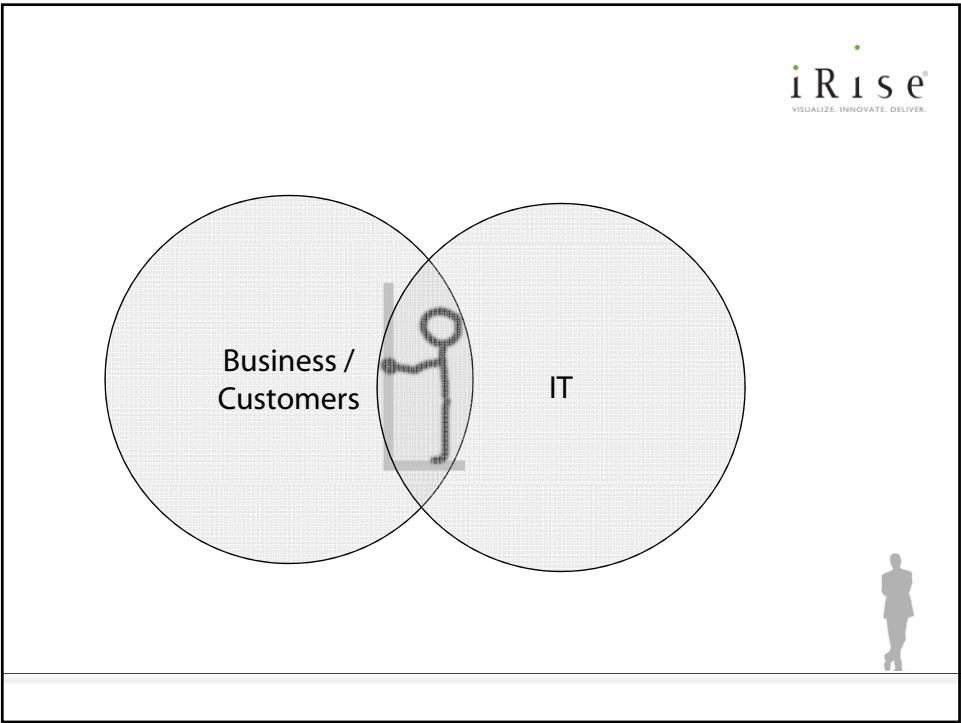 iRise®
VISUALIZE. INNOVATE. DELIVER.
Business /
Customers
IT